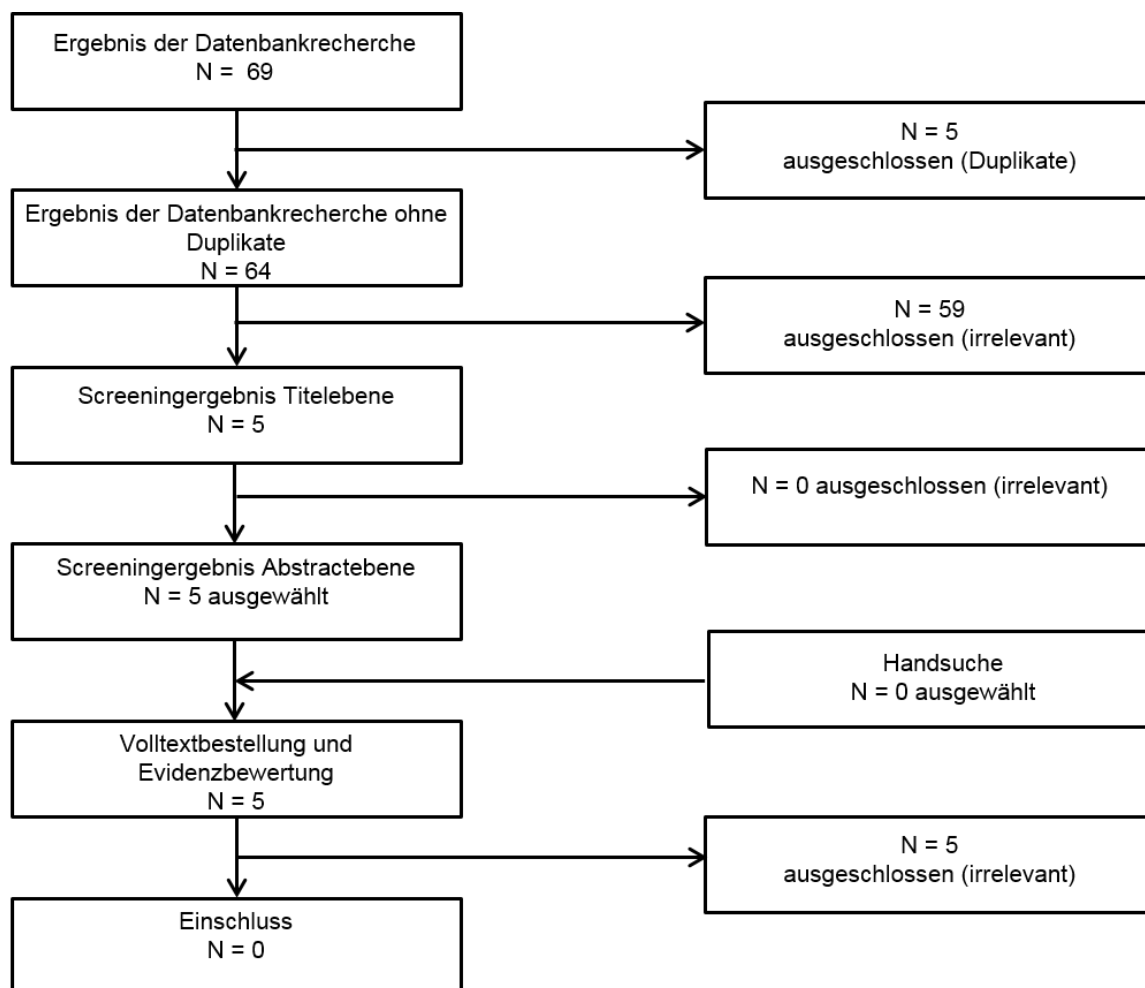 Ergebnis der Datenbankrecherche
N = 69
N = 5
ausgeschlossen (Duplikate)
Ergebnis der Datenbankrecherche ohne
Duplikate
N = 64
N = 59
ausgeschlossen (irrelevant)
Screeningergebnis Titelebene
N = 5
N = 0 ausgeschlossen (irrelevant)
Screeningergebnis Abstractebene
N = 5 ausgewählt
Handsuche
N = 0 ausgewählt
Volltextbestellung und
Evidenzbewertung
N = 5
N = 5
ausgeschlossen (irrelevant)
Einschluss
N = 0